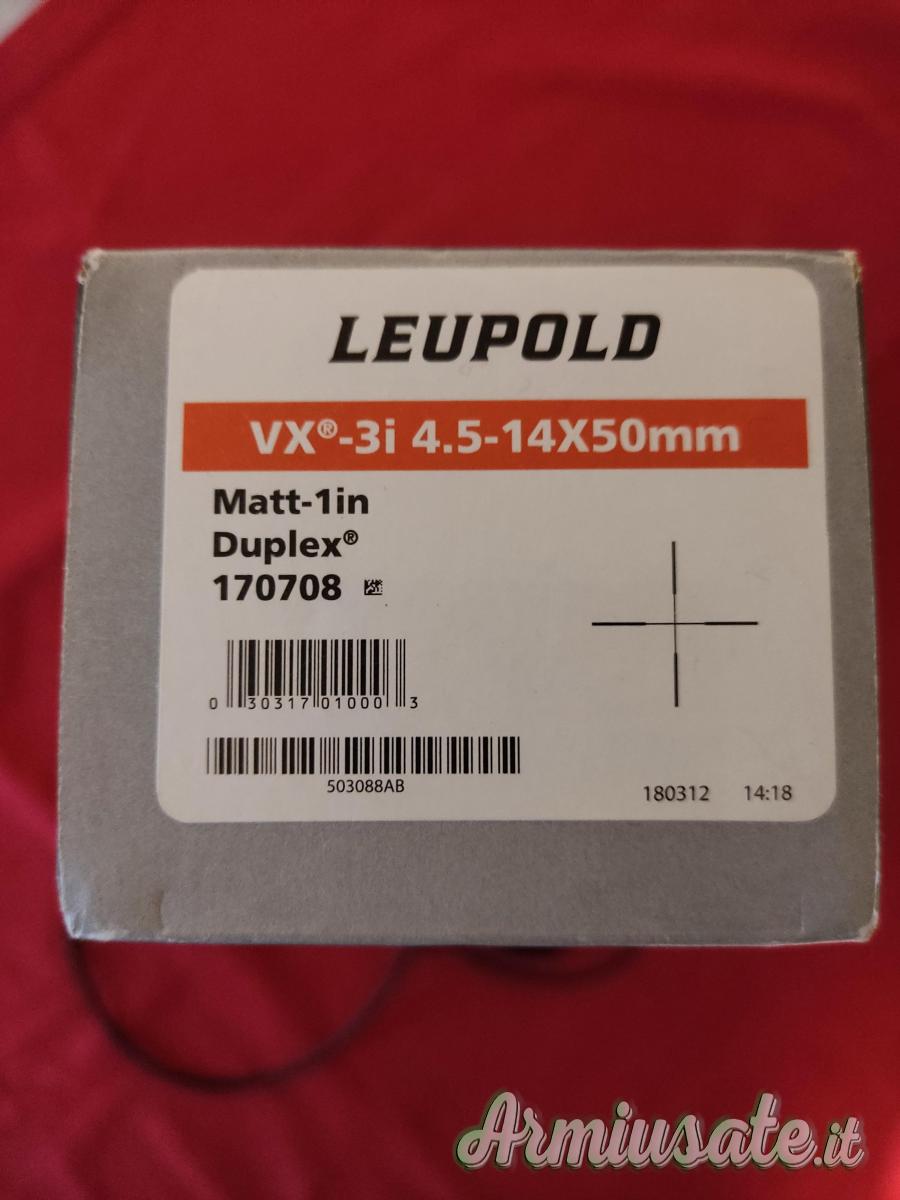 LEUPOLD
VX®-3i 4.5-14X50mm
Matt-1in
Duplex®
170708
0 30317 01000 3
503088AB
180312 14:18
Armiusate.it